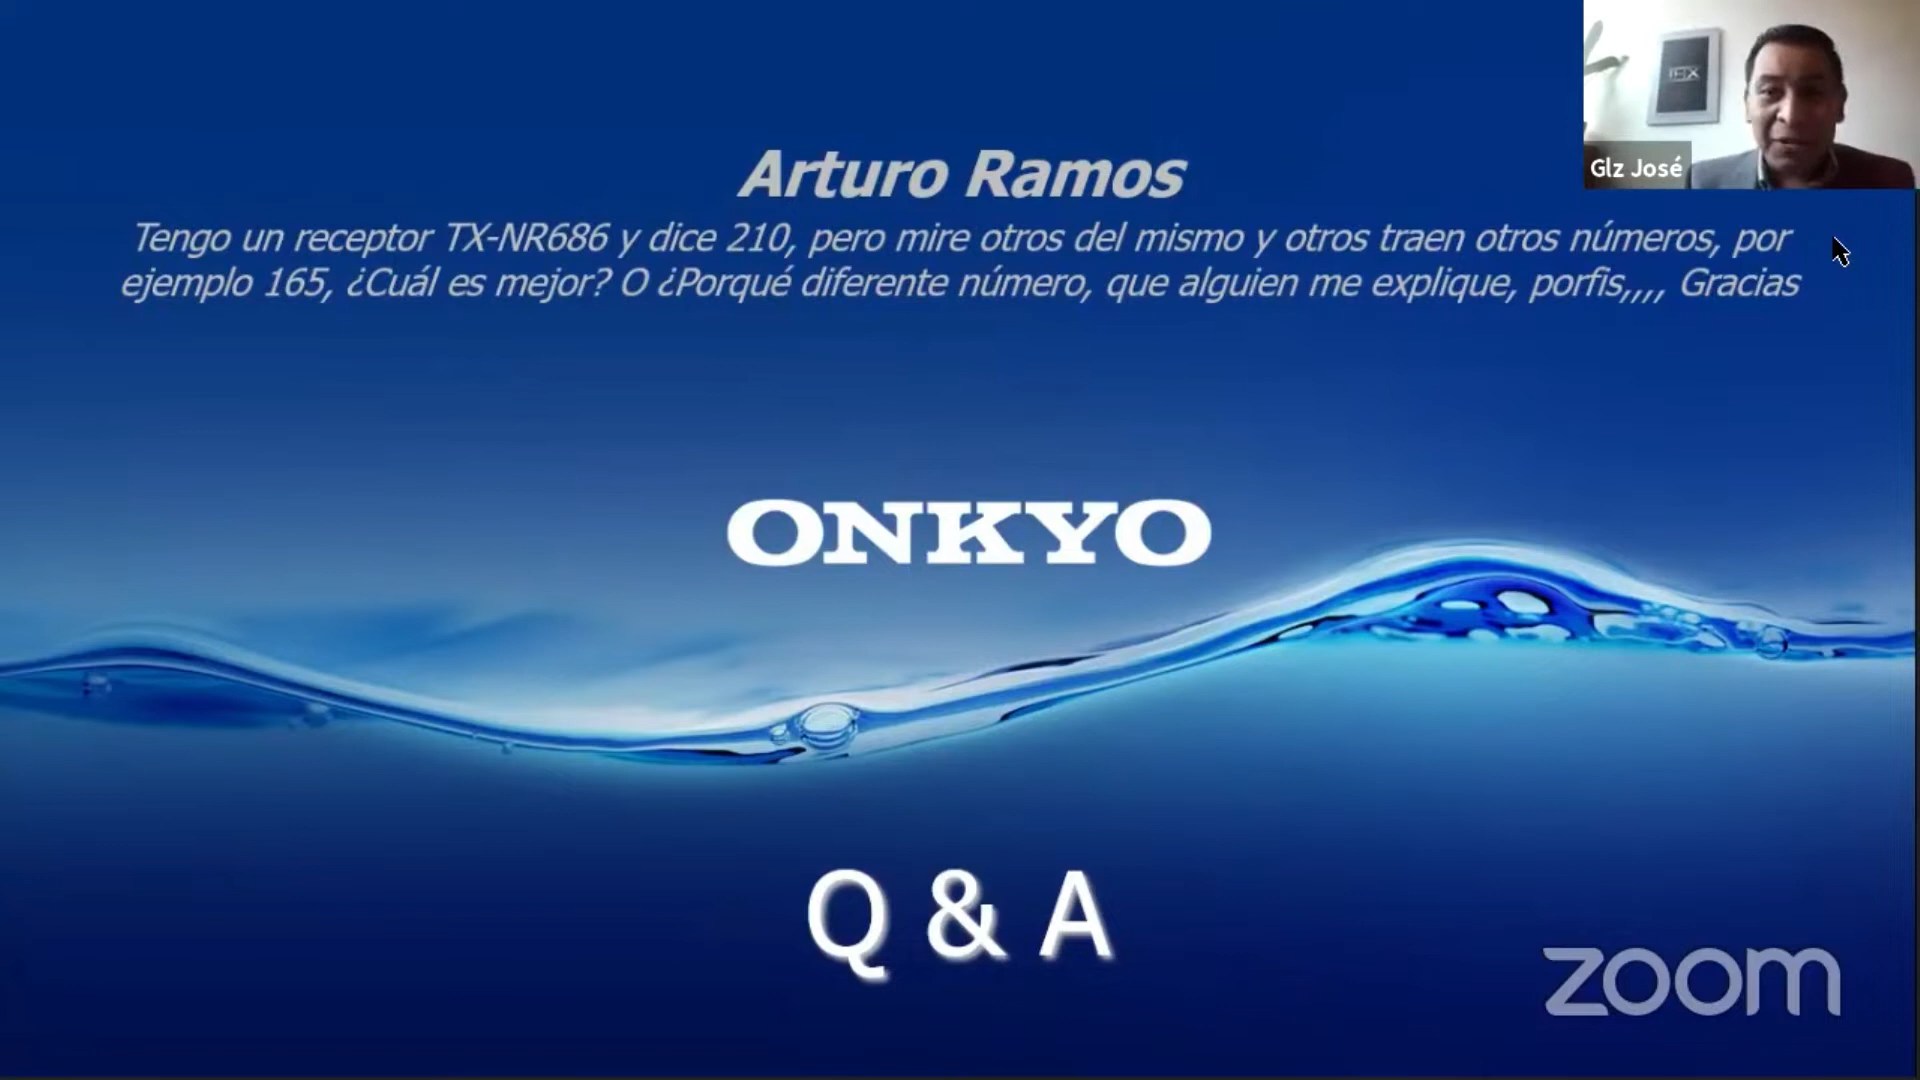 THX
Glz José
Arturo Ramos
Tengo un receptor TX-NR686 y dice 210, pero mire otros del mismo y otros traen otros números, por
ejemplo 165, ¿Cuál es mejor? O ¿Porqué diferente número, que alguien me explique, porfis,,,, Gracias
ONKYO
Q & A
zoom